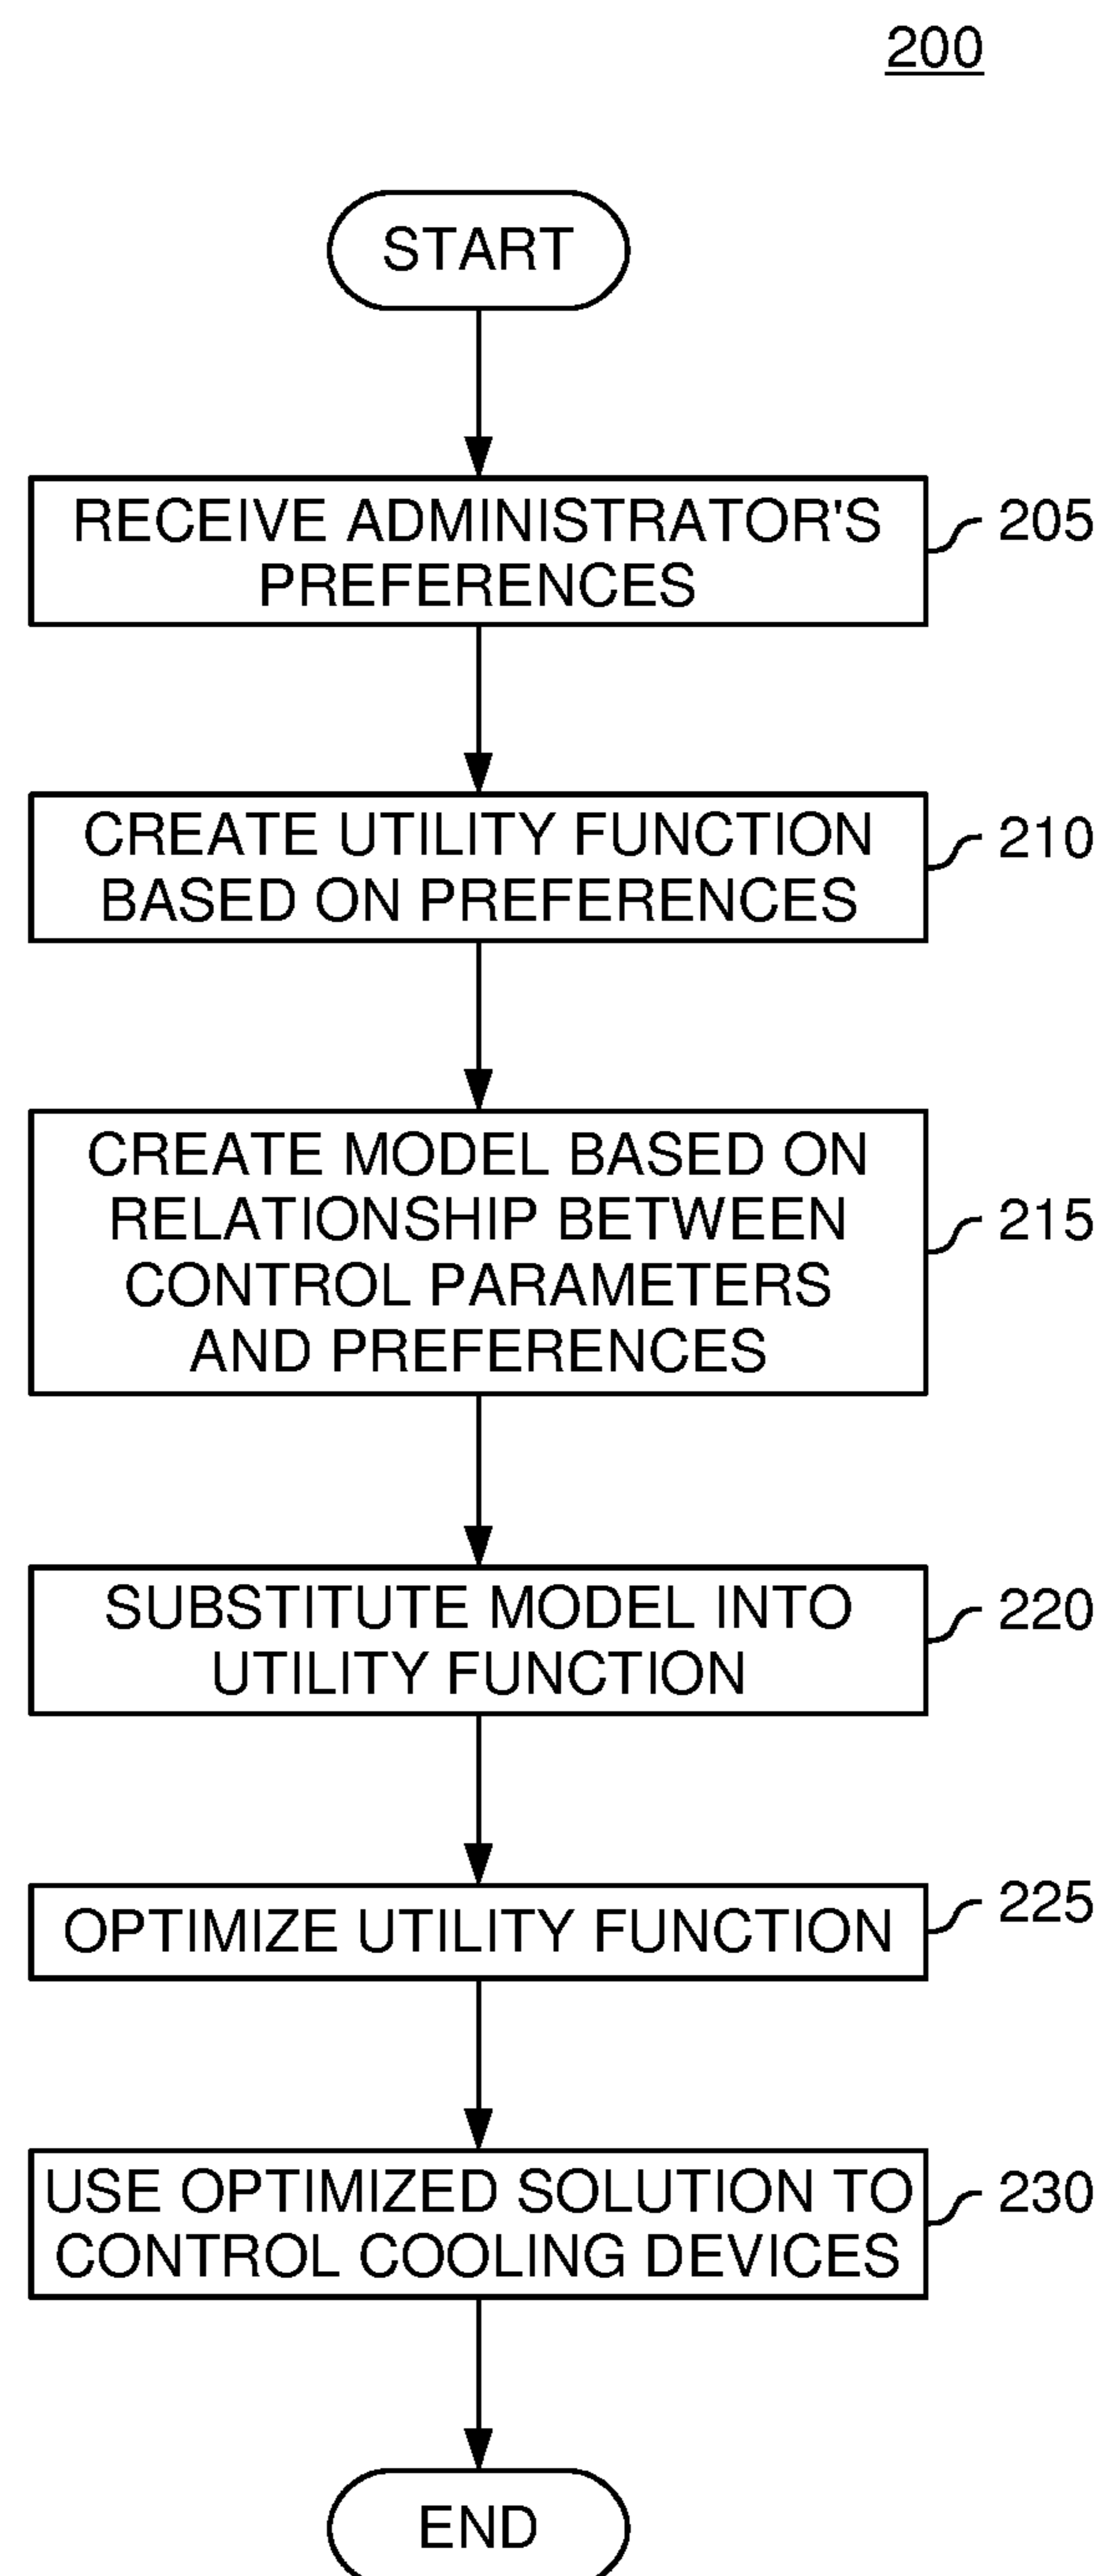 200
START
RECEIVE ADMINISTRATOR'S
PREFERENCES
205
CREATE UTILITY FUNCTION
BASED ON PREFERENCES
210
CREATE MODEL BASED ON
RELATIONSHIP BETWEEN
CONTROL PARAMETERS
AND PREFERENCES
215
SUBSTITUTE MODEL INTO
UTILITY FUNCTION
220
OPTIMIZE UTILITY FUNCTION
225
USE OPTIMIZED SOLUTION TO
CONTROL COOLING DEVICES
230
END